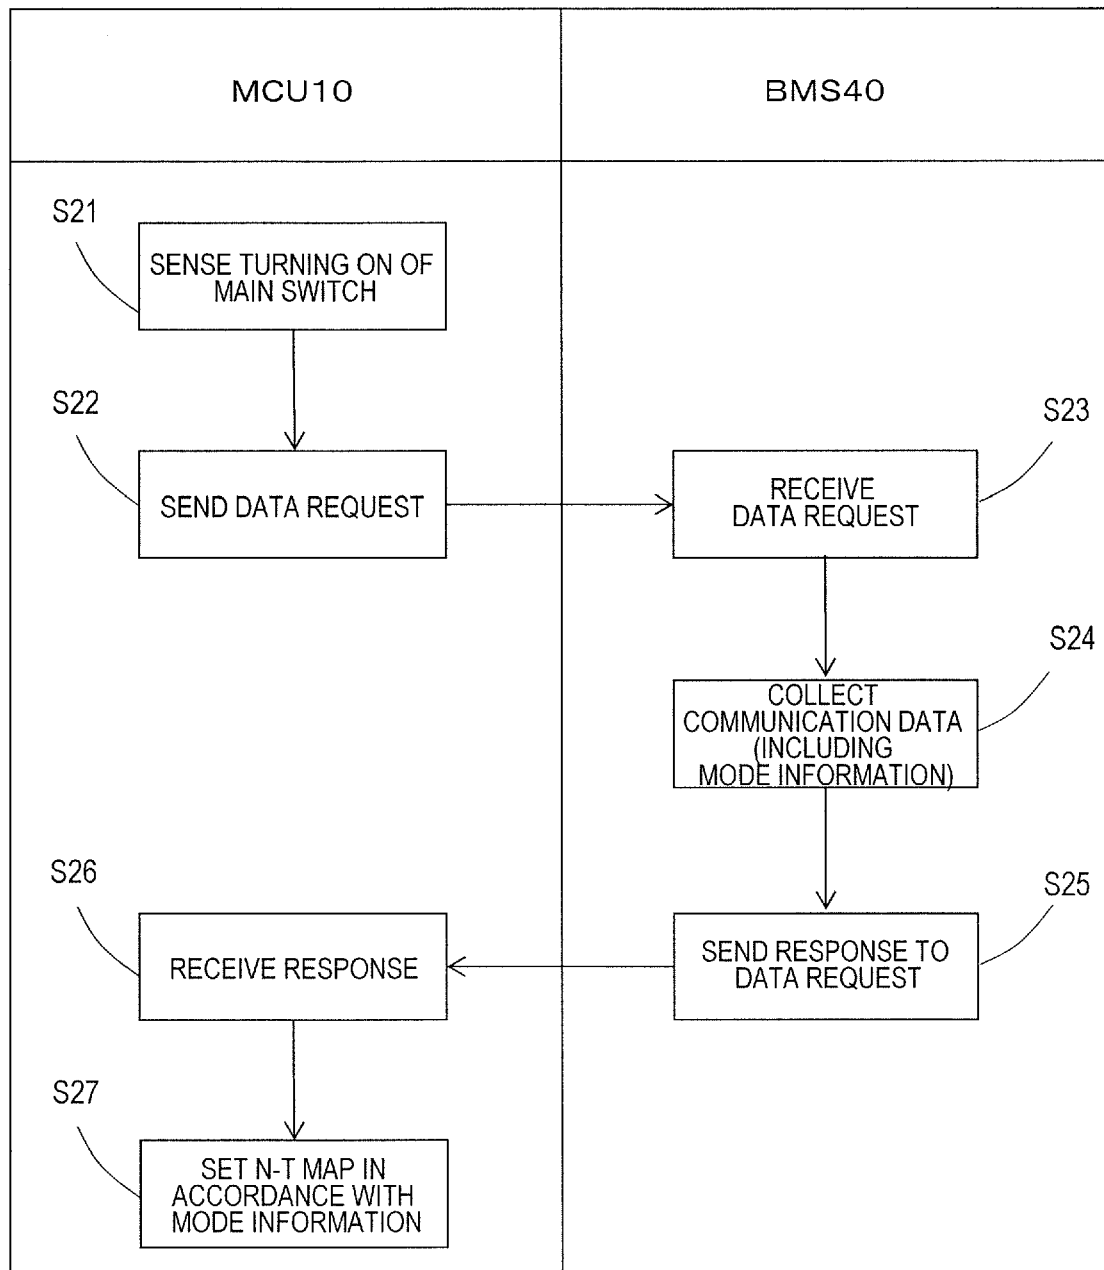 MCU10
BMS40
S21
SENSE TURNING ON OF
MAIN SWITCH
S22
SEND DATA REQUEST
S23
RECEIVE
DATA REQUEST
S24
COLLECT
COMMUNICATION DATA
(INCLUDING
MODE INFORMATION)
S25
SEND RESPONSE TO
DATA REQUEST
S26
RECEIVE RESPONSE
S27
SET N-T MAP IN
ACCORDANCE WITH
MODE INFORMATION